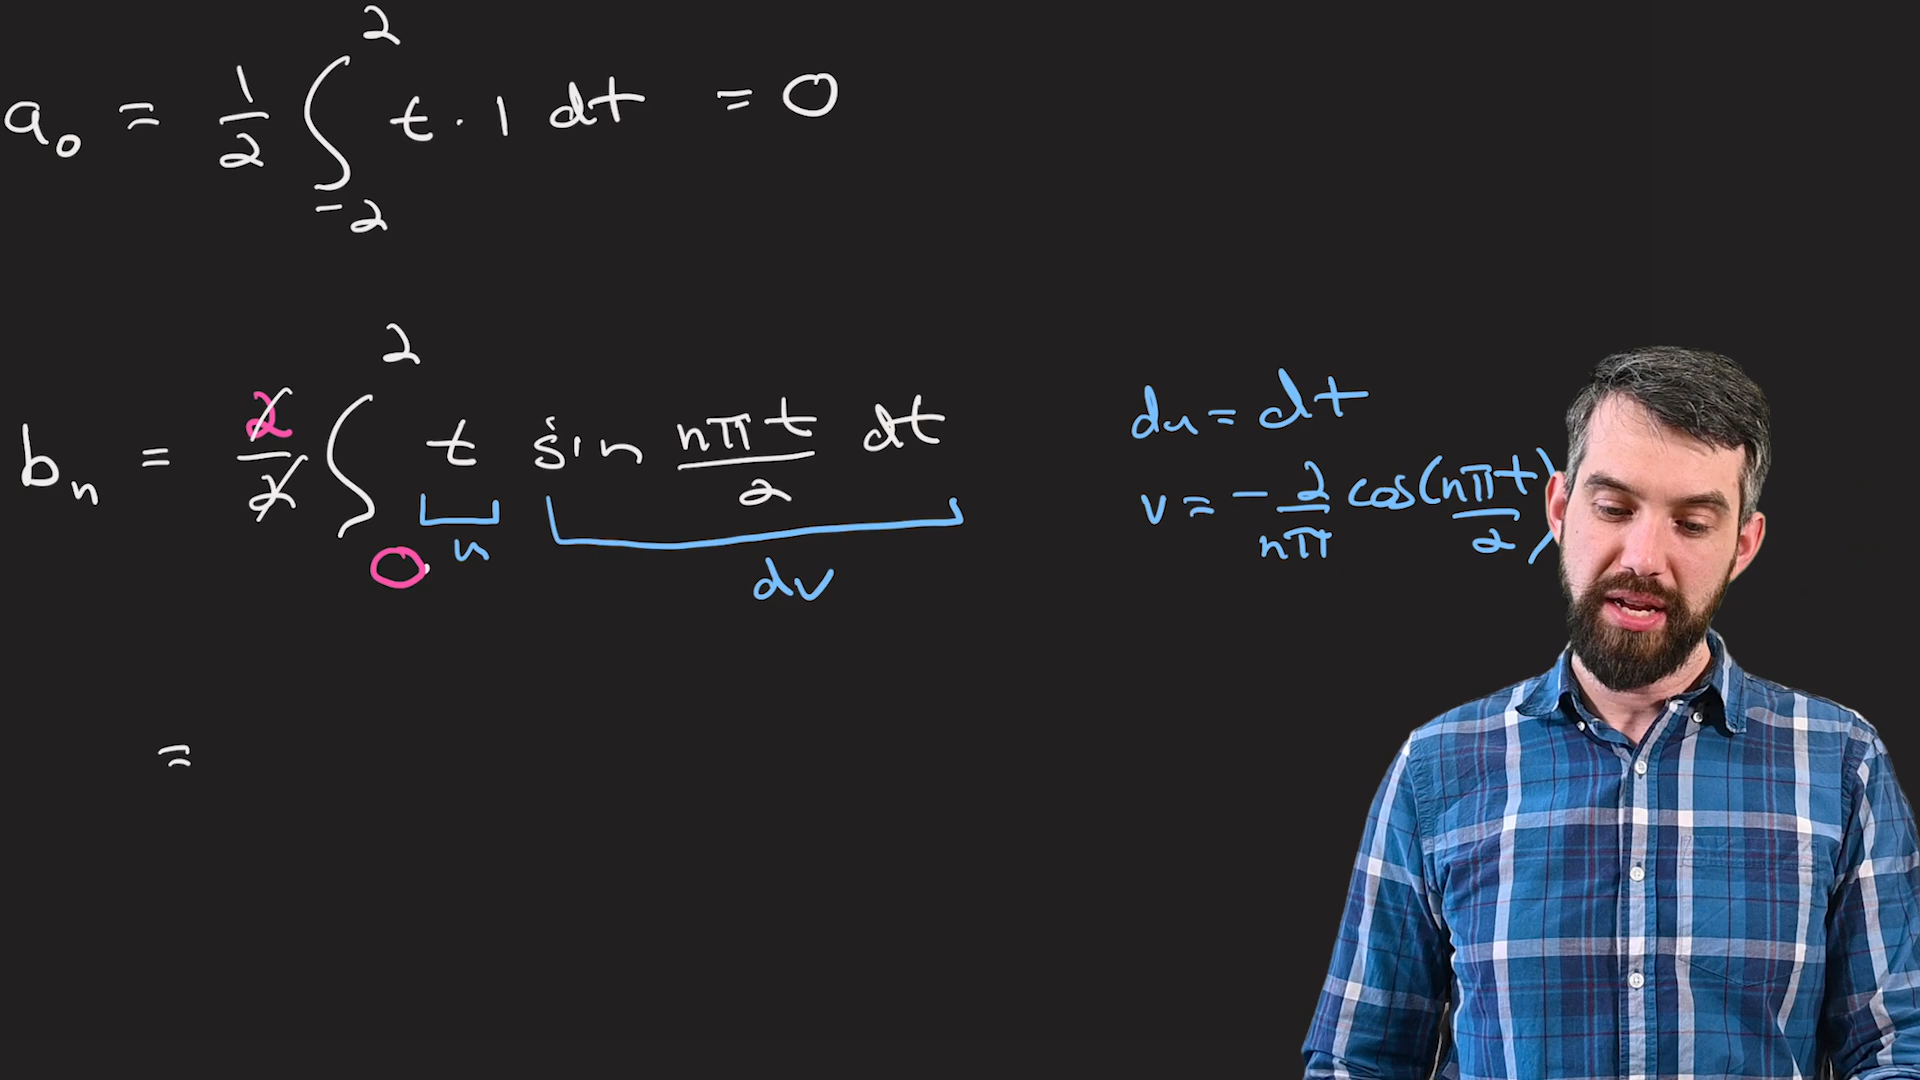 a₀ = 1/2 ∫₋₂² t · 1 dt = 0
bₙ = 2/2 ∫₀² t sin nπt/2 dt
u
dv
du = dt
v = - 2/nπ cos(nπt/2)
=